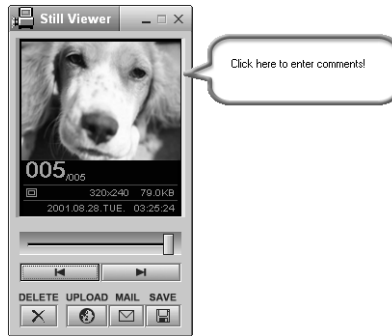 Still Viewer
Click here to enter comments!
005/005
320x240 79.0KB
2001.08.28.TUE. 03:25:24
DELETE UPLOAD MAIL SAVE